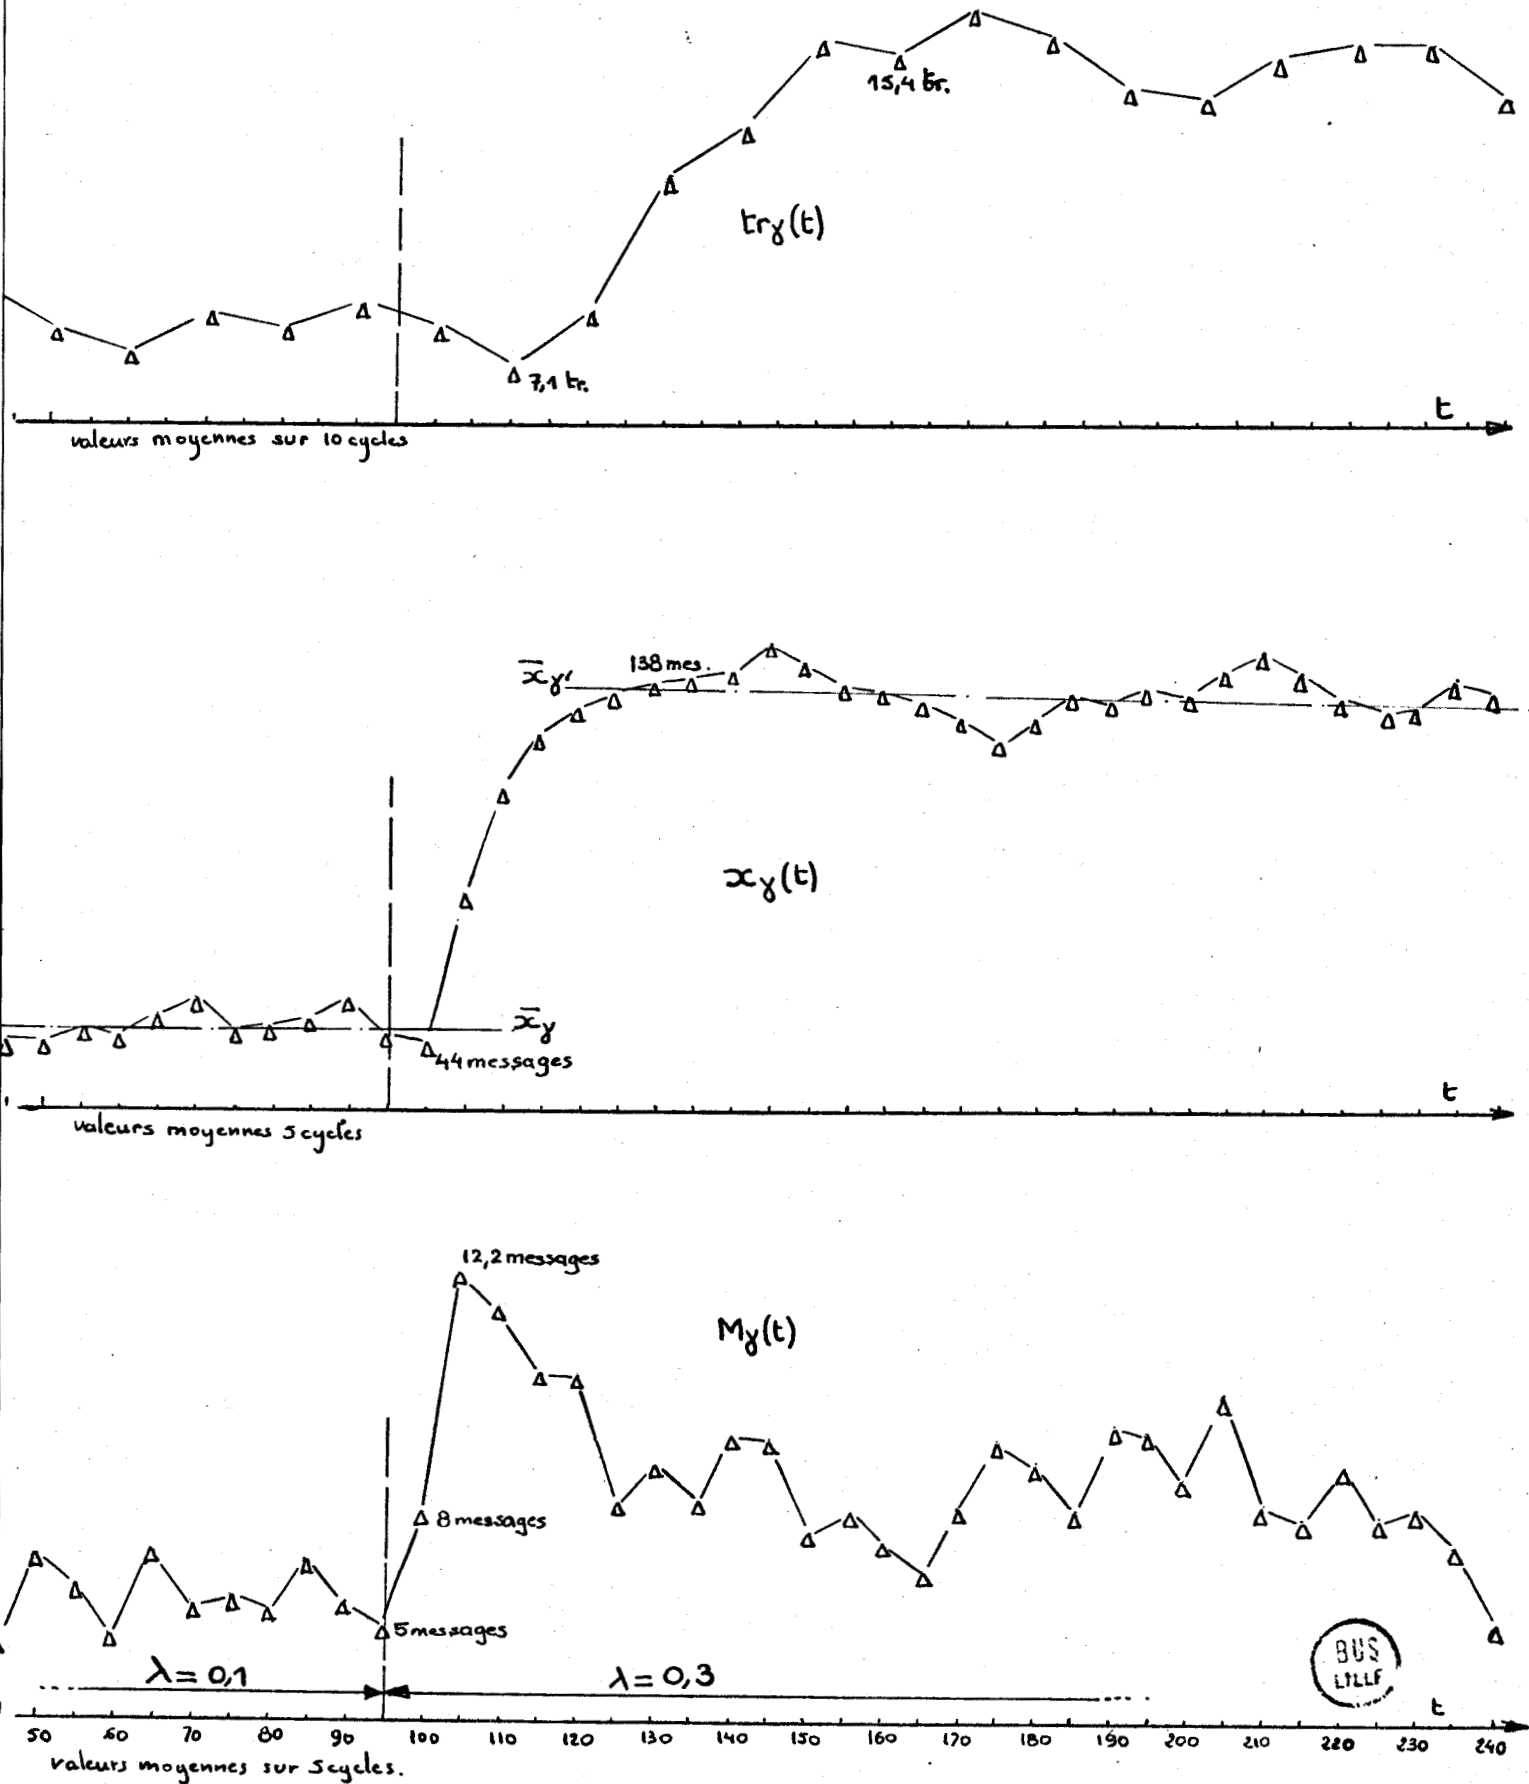 15,4 tr.
trγ(t)
7,1 tr.
t
valeurs moyennes sur 10 cycles
x̄γ'
138 mes.
xγ(t)
x̄γ
44 messages
t
valeurs moyennes 5 cycles
12,2 messages
Mγ(t)
8 messages
5 messages
λ = 0,1
λ = 0,3
BUS
LILLE
t
50 60 70 80 90 100 110 120 130 140 150 160 170 180 190 200 210 220 230 240
valeurs moyennes sur 5 cycles.